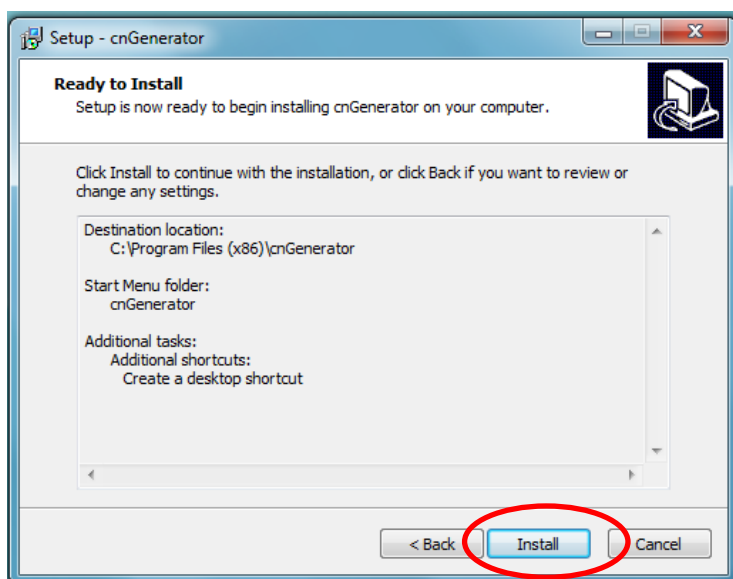 Setup - cnGenerator
Ready to Install
Setup is now ready to begin installing cnGenerator on your computer.
Click Install to continue with the installation, or click Back if you want to review or
change any settings.
Destination location:
C:\Program Files (x86)\cnGenerator
Start Menu folder:
cnGenerator
Additional tasks:
Additional shortcuts:
Create a desktop shortcut
< Back Install Cancel